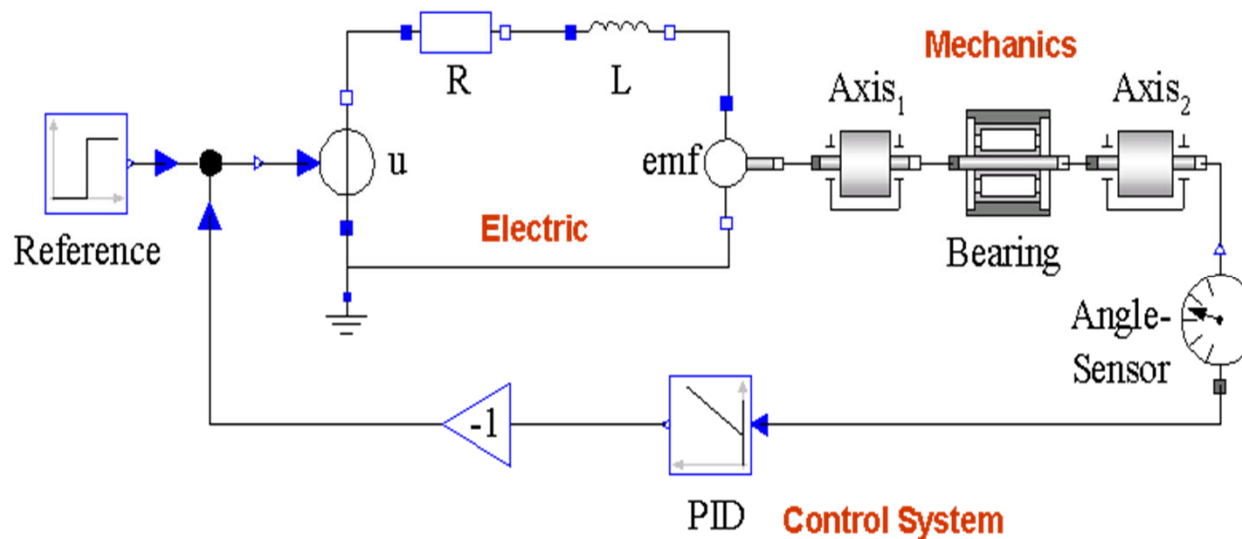 Mechanics
R
L
Axis1
Axis2
u
emf
Electric
Reference
Bearing
Angle-
Sensor
-1
PID
Control System